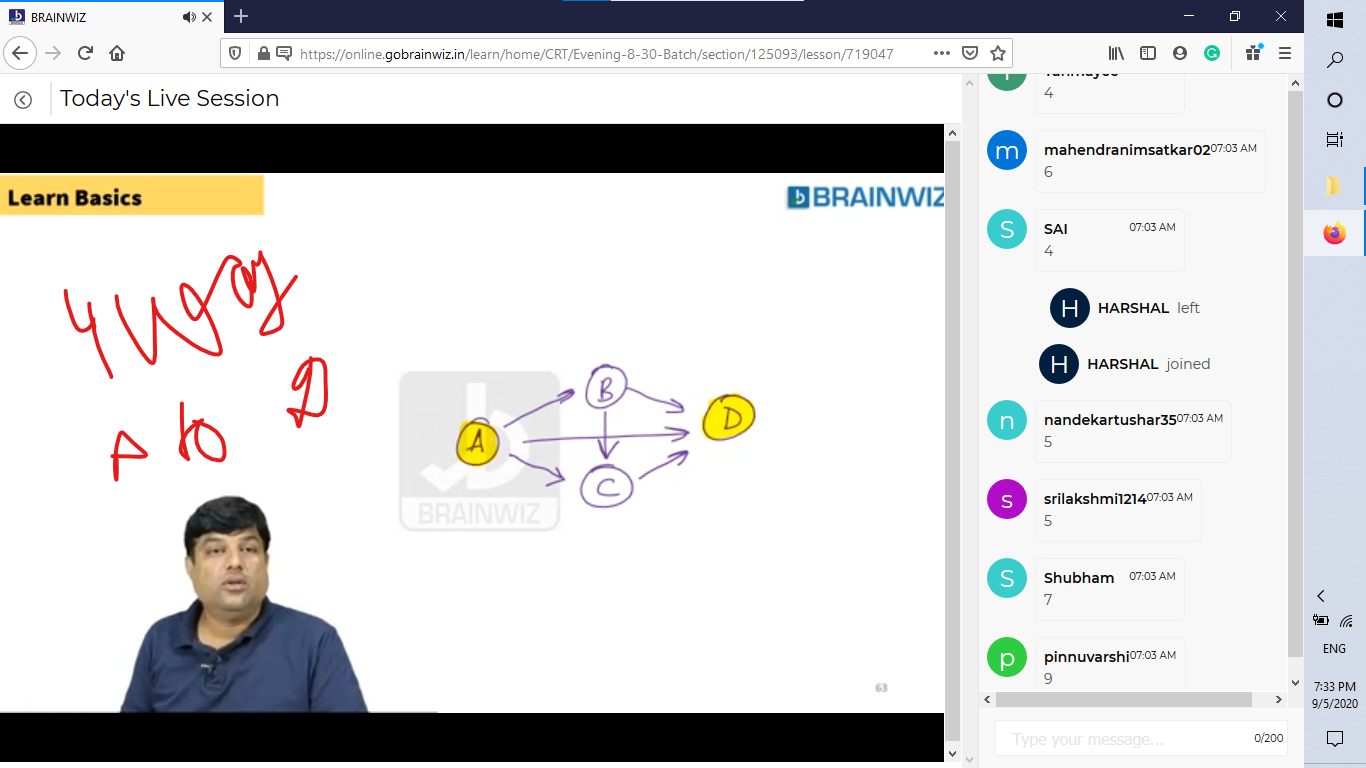 BRAINWIZ
https://online.gobrainwiz.in/learn/home/CRT/Evening-8-30-Batch/section/125093/lesson/719047
Today's Live Session
Learn Basics
BRAINWIZ
A to D
A
B
C
D
BRAINWIZ
63
4
mahendranimsatkar02 07:03 AM
6
SAI 07:03 AM
4
H HARSHAL left
H HARSHAL joined
n nandekartushar35 07:03 AM
5
s srilakshmi1214 07:03 AM
5
S Shubham 07:03 AM
7
p pinnuvarshi 07:03 AM
9
Type your message...
0/200
ENG
7:33 PM
9/5/2020